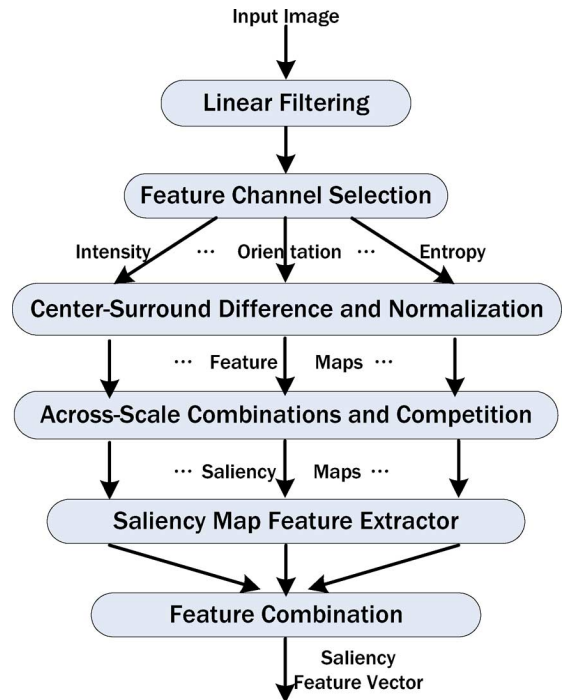 Input Image
Linear Filtering
Feature Channel Selection
Intensity ... Orientation ... Entropy
Center-Surround Difference and Normalization
... Feature Maps ...
Across-Scale Combinations and Competition
... Saliency Maps ...
Saliency Map Feature Extractor
Feature Combination
Saliency
Feature Vector